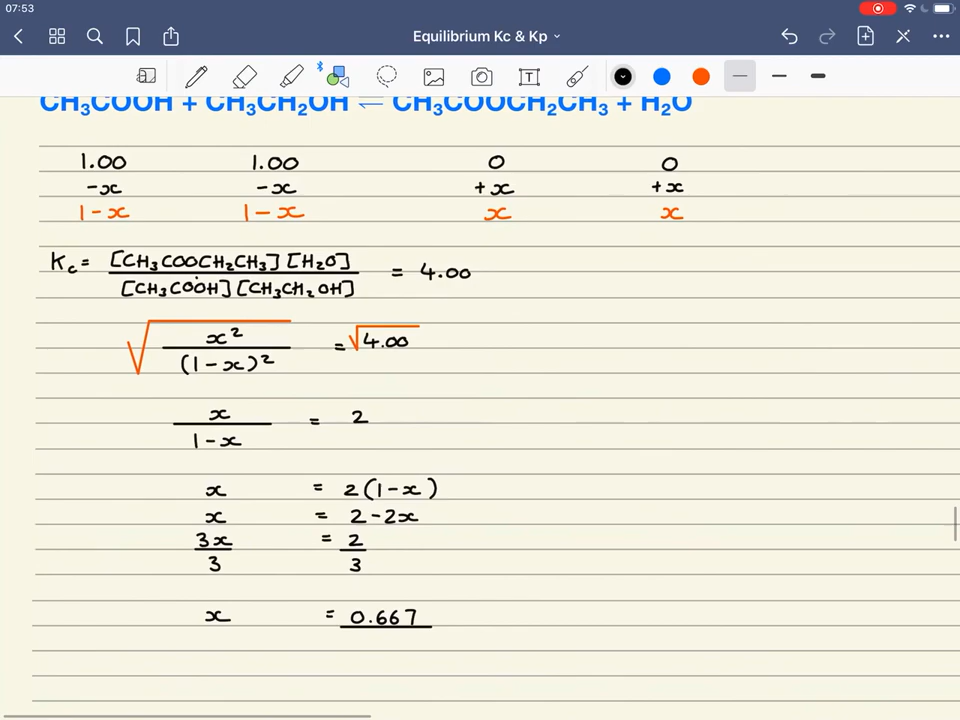 07:53
Equilibrium Kc & Kp
CH₃COOH + CH₃CH₂OH ⇌ CH₃COOCH₂CH₃ + H₂O
1.00 1.00 0 0
-x -x +x +x
1-x 1-x x x
Kc = [CH₃COOCH₂CH₃][H₂O] / [CH₃COOH][CH₃CH₂OH] = 4.00
√(x² / (1-x)²) = √4.00
x / 1-x = 2
x = 2(1-x)
x = 2-2x
3x / 3 = 2 / 3
x = 0.667